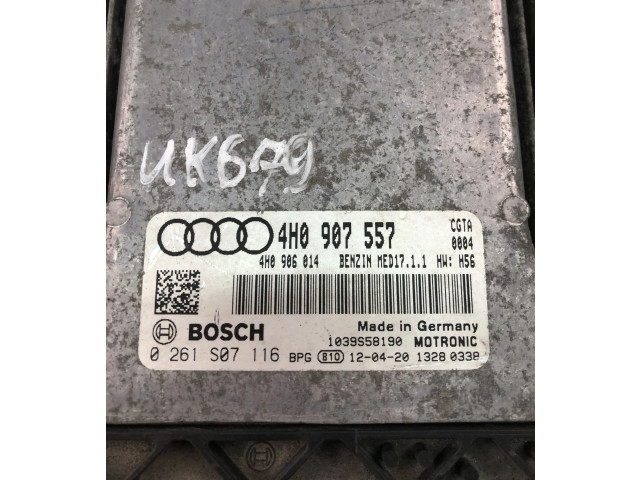 UK679
4H0 907 557 CGTA 0004
4H0 906 014 BENZIN MED17.1.1 HW: H56
BOSCH Made in Germany
1039S58190 MOTRONIC
0 261 S07 116 BPG 810 12-04-20 1328 0338